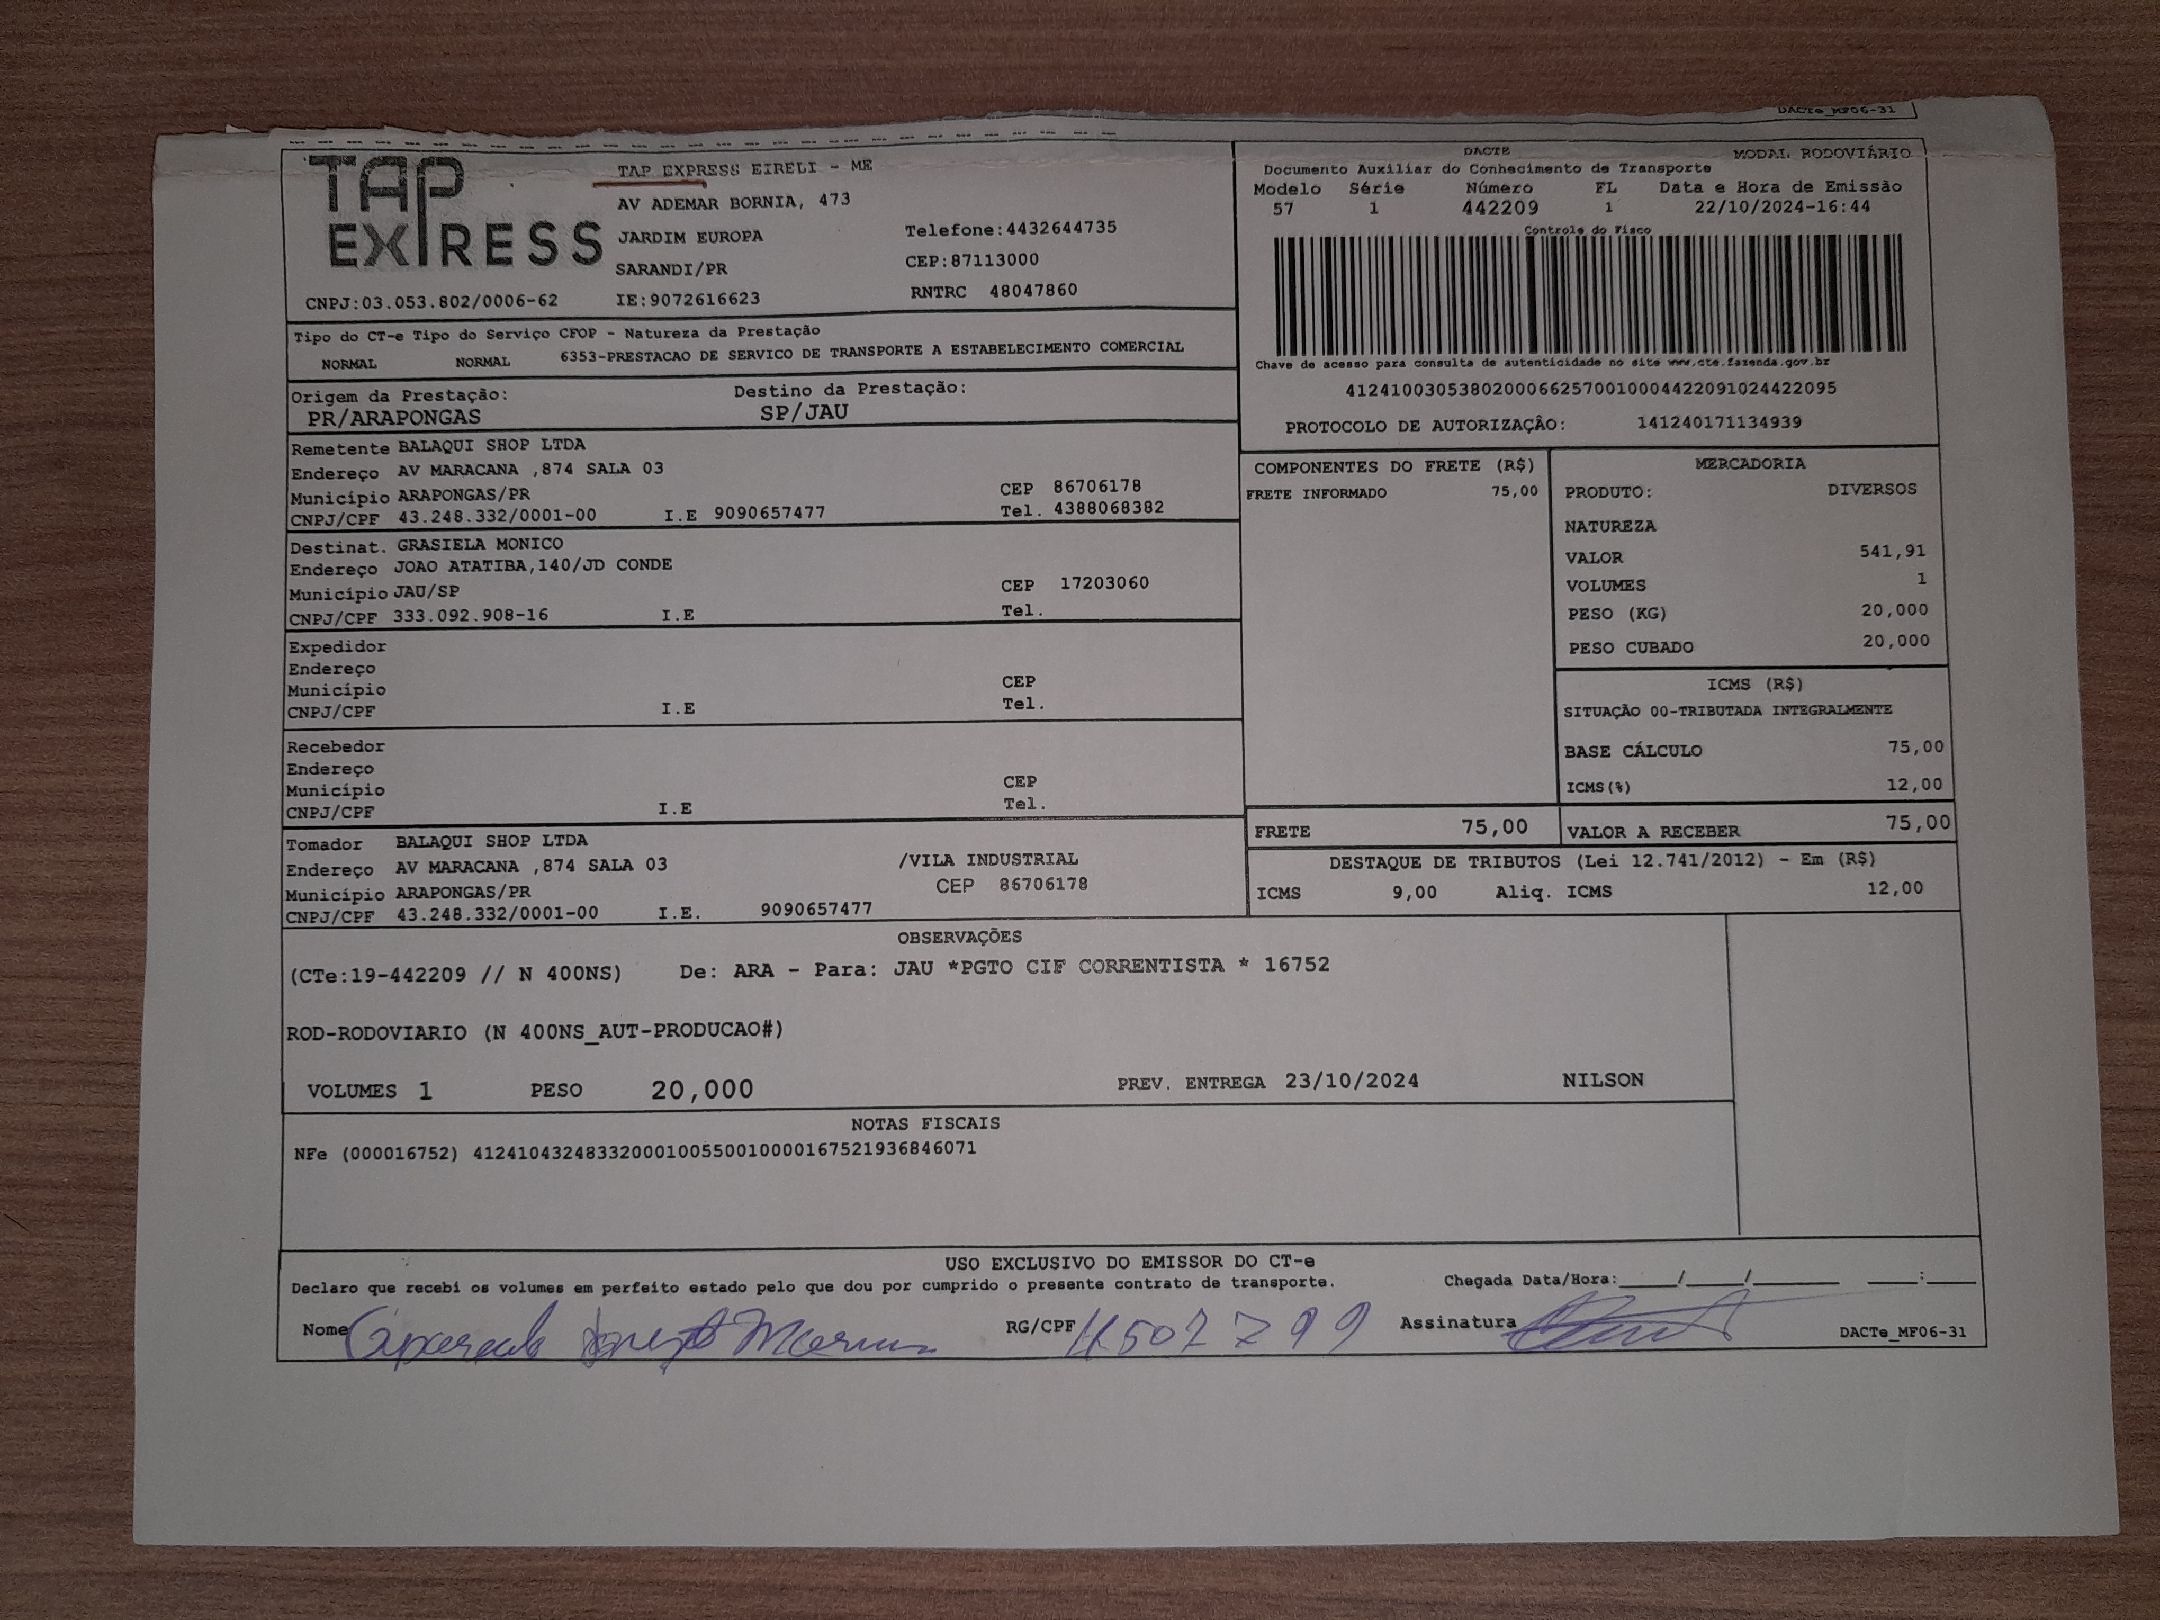 DACTe_MF06-31
TAP EXPRESS
TAP EXPRESS EIRELI - ME
AV ADEMAR BORNIA, 473
JARDIM EUROPA Telefone:4432644735
SARANDI/PR CEP:87113000
CNPJ:03.053.802/0006-62 IE:9072616623 RNTRC 48047860
DACTE MODAL RODOVIÁRIO
Documento Auxiliar do Conhecimento de Transporte
Modelo Série Número FL Data e Hora de Emissão
57 1 442209 1 22/10/2024-16:44
Controle do Fisco
Chave de acesso para consulta de autenticidade no site www.cte.fazenda.gov.br
41241003053802000662570010004422091024422095
PROTOCOLO DE AUTORIZAÇÃO: 141240171134939
Tipo do CT-e Tipo do Serviço CFOP - Natureza da Prestação
NORMAL NORMAL 6353-PRESTACAO DE SERVICO DE TRANSPORTE A ESTABELECIMENTO COMERCIAL
Origem da Prestação: Destino da Prestação:
PR/ARAPONGAS SP/JAU
Remetente BALAQUI SHOP LTDA
Endereço AV MARACANA ,874 SALA 03
Município ARAPONGAS/PR CEP 86706178
CNPJ/CPF 43.248.332/0001-00 I.E 9090657477 Tel. 4388068382
Destinat. GRASIELA MONICO
Endereço JOAO ATATIBA,140/JD CONDE
Município JAU/SP CEP 17203060
CNPJ/CPF 333.092.908-16 I.E Tel.
Expedidor
Endereço
Município CEP
CNPJ/CPF I.E Tel.
Recebedor
Endereço
Município CEP
CNPJ/CPF I.E Tel.
Tomador BALAQUI SHOP LTDA
Endereço AV MARACANA ,874 SALA 03 /VILA INDUSTRIAL
Município ARAPONGAS/PR CEP 86706178
CNPJ/CPF 43.248.332/0001-00 I.E. 9090657477
COMPONENTES DO FRETE (R$)
FRETE INFORMADO 75,00
MERCADORIA
PRODUTO: DIVERSOS
NATUREZA
VALOR 541,91
VOLUMES 1
PESO (KG) 20,000
PESO CUBADO 20,000
ICMS (R$)
SITUAÇÃO 00-TRIBUTADA INTEGRALMENTE
BASE CÁLCULO 75,00
ICMS(%) 12,00
FRETE 75,00 VALOR A RECEBER 75,00
DESTAQUE DE TRIBUTOS (Lei 12.741/2012) - Em (R$)
ICMS 9,00 Aliq. ICMS 12,00
OBSERVAÇÕES
(CTe:19-442209 // N 400NS) De: ARA - Para: JAU *PGTO CIF CORRENTISTA * 16752
ROD-RODOVIARIO (N 400NS_AUT-PRODUCAO#)
VOLUMES 1 PESO 20,000 PREV. ENTREGA 23/10/2024 NILSON
NOTAS FISCAIS
NFe (000016752) 41241043248332000100550010000167521936846071
USO EXCLUSIVO DO EMISSOR DO CT-e
Declaro que recebi os volumes em perfeito estado pelo que dou por cumprido o presente contrato de transporte. Chegada Data/Hora:____/____/______ ____:____
Nome RG/CPF Assinatura DACTe_MF06-31